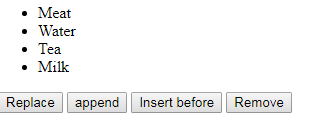 Meat
Water
Tea
Milk
Replace append Insert before Remove